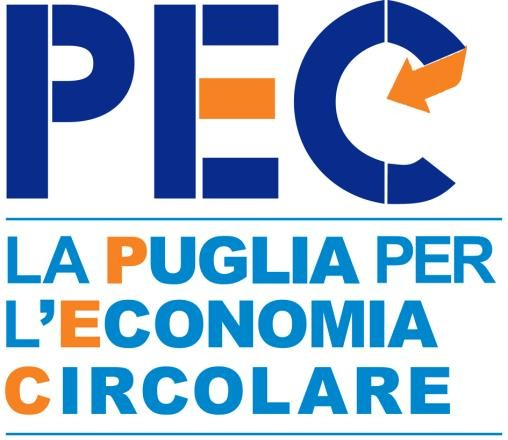 PEC
LA PUGLIA PER
L'ECONOMIA
CIRCOLARE